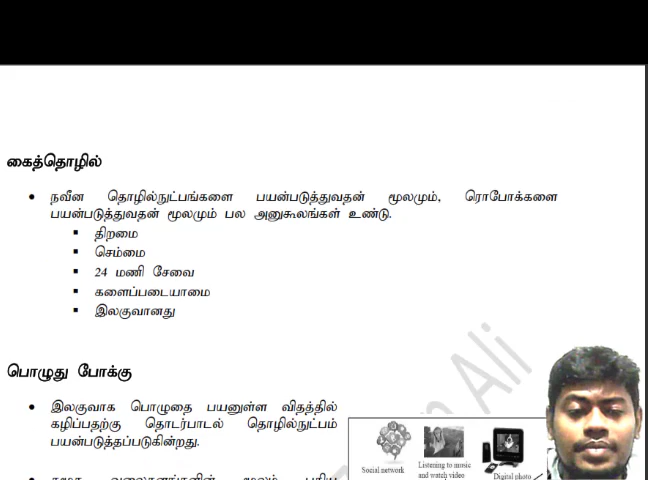 கைத்தொழில்
• நவீன தொழில்நுட்பங்களை பயன்படுத்துவதன் மூலமும், ரொபோக்களை
பயன்படுத்துவதன் மூலமும் பல அனுகூலங்கள் உண்டு.
▪ திறமை
▪ செம்மை
▪ 24 மணி சேவை
▪ களைப்படையாமை
▪ இலகுவானது
பொழுது போக்கு
• இலகுவாக பொழுதை பயனுள்ள விதத்தில்
கழிப்பதற்கு தொடர்பாடல் தொழில்நுட்பம்
பயன்படுத்தப்படுகின்றது.
Social network
Listening to music
and watch video
Digital photo
Ali